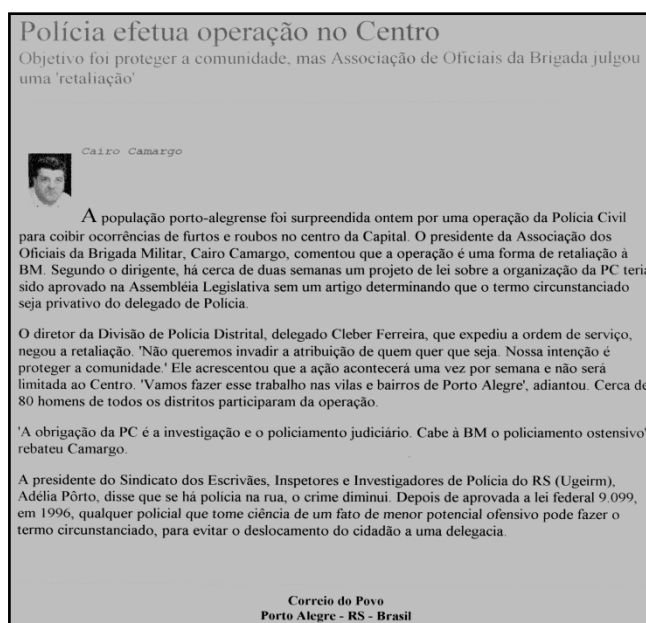 Polícia efetua operação no Centro
Objetivo foi proteger a comunidade, mas Associação de Oficiais da Brigada julgou
uma 'retaliação'
Cairo Camargo
A população porto-alegrense foi surpreendida ontem por uma operação da Polícia Civil
para coibir ocorrências de furtos e roubos no centro da Capital. O presidente da Associação dos
Oficiais da Brigada Militar, Cairo Camargo, comentou que a operação é uma forma de retaliação à
BM. Segundo o dirigente, há cerca de duas semanas um projeto de lei sobre a organização da PC teria
sido aprovado na Assembléia Legislativa sem um artigo determinando que o termo circunstanciado
seja privativo do delegado de Polícia.
O diretor da Divisão de Polícia Distrital, delegado Cleber Ferreira, que expediu a ordem de serviço,
negou a retaliação. 'Não queremos invadir a atribuição de quem quer que seja. Nossa intenção é
proteger a comunidade.' Ele acrescentou que a ação acontecerá uma vez por semana e não será
limitada ao Centro. 'Vamos fazer esse trabalho nas vilas e bairros de Porto Alegre', adiantou. Cerca de
80 homens de todos os distritos participaram da operação.
'A obrigação da PC é a investigação e o policiamento judiciário. Cabe à BM o policiamento ostensivo'
rebateu Camargo.
A presidente do Sindicato dos Escrivães, Inspetores e Investigadores de Polícia do RS (Ugeirm),
Adélia Pôrto, disse que se há polícia na rua, o crime diminui. Depois de aprovada a lei federal 9.099,
em 1996, qualquer policial que tome ciência de um fato de menor potencial ofensivo pode fazer o
termo circunstanciado, para evitar o deslocamento do cidadão a uma delegacia.
Correio do Povo
Porto Alegre - RS - Brasil